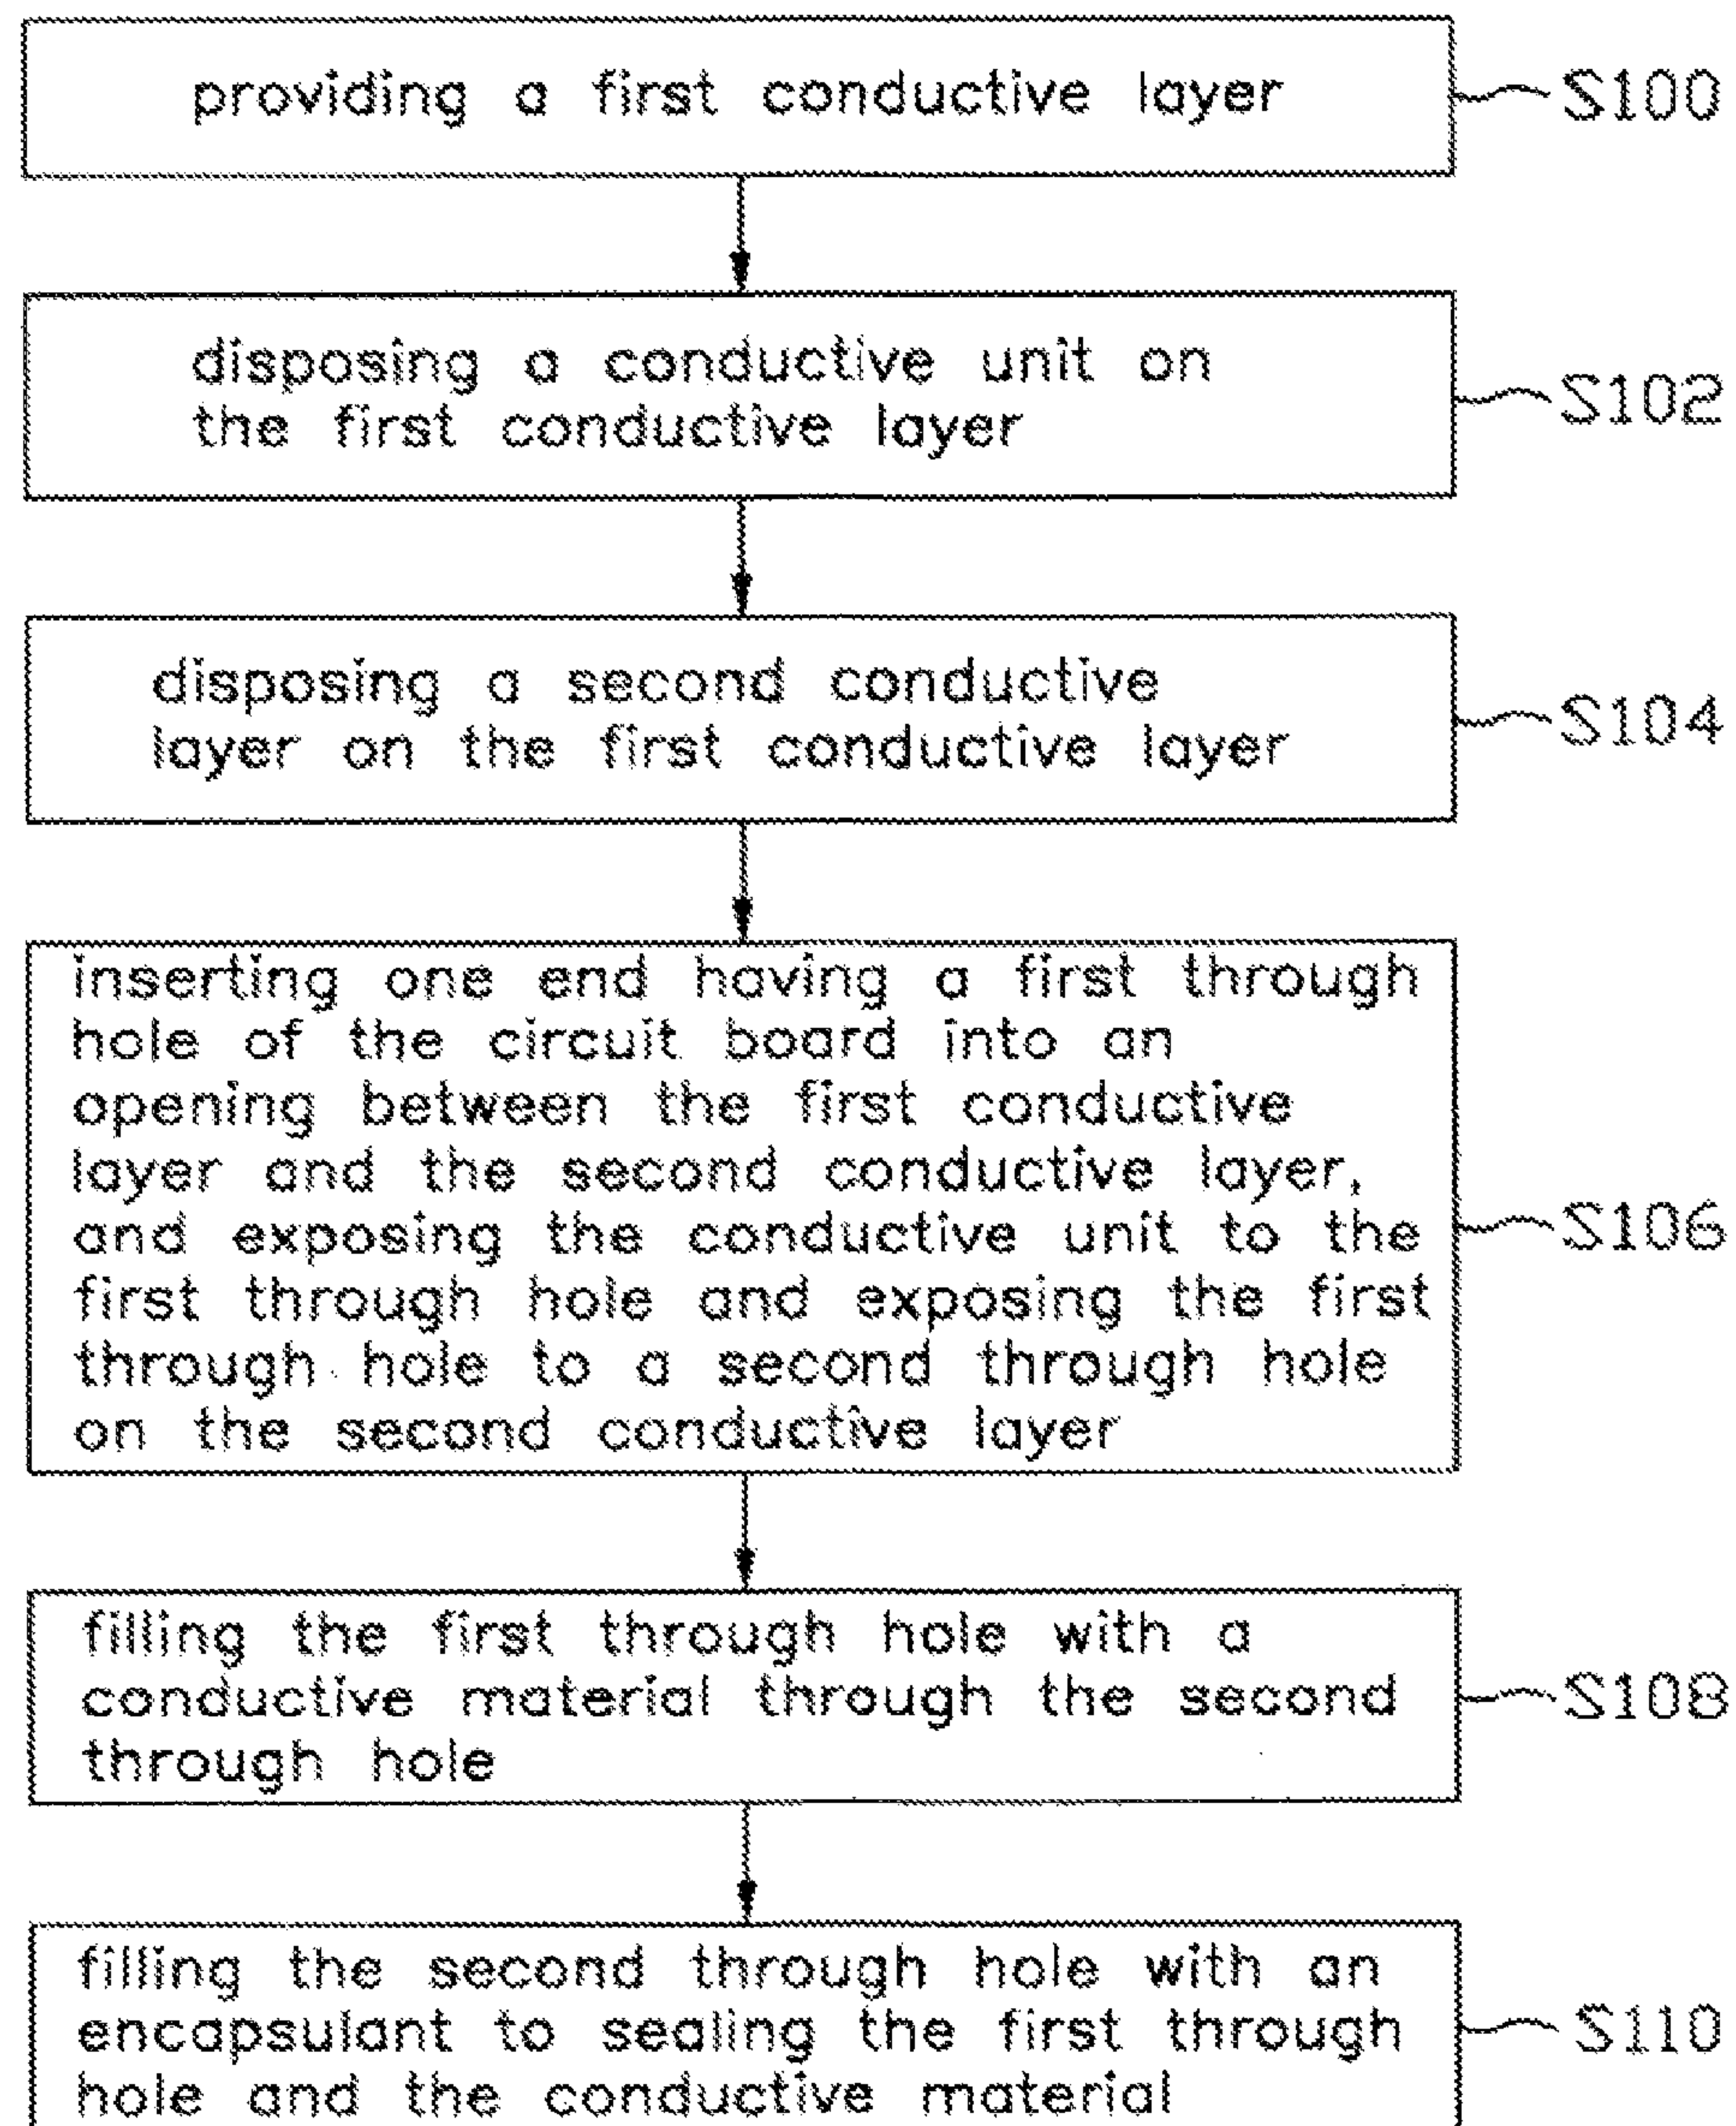 providing a first conductive layer
S100
disposing a conductive unit on
the first conductive layer
S102
disposing a second conductive
layer on the first conductive layer
S104
inserting one end having a first through
hole of the circuit board into an
opening between the first conductive
layer and the second conductive layer,
and exposing the conductive unit to the
first through hole and exposing the first
through hole to a second through hole
on the second conductive layer
S106
filling the first through hole with a
conductive material through the second
through hole
S108
filling the second through hole with an
encapsulant to sealing the first through
hole and the conductive material
S110